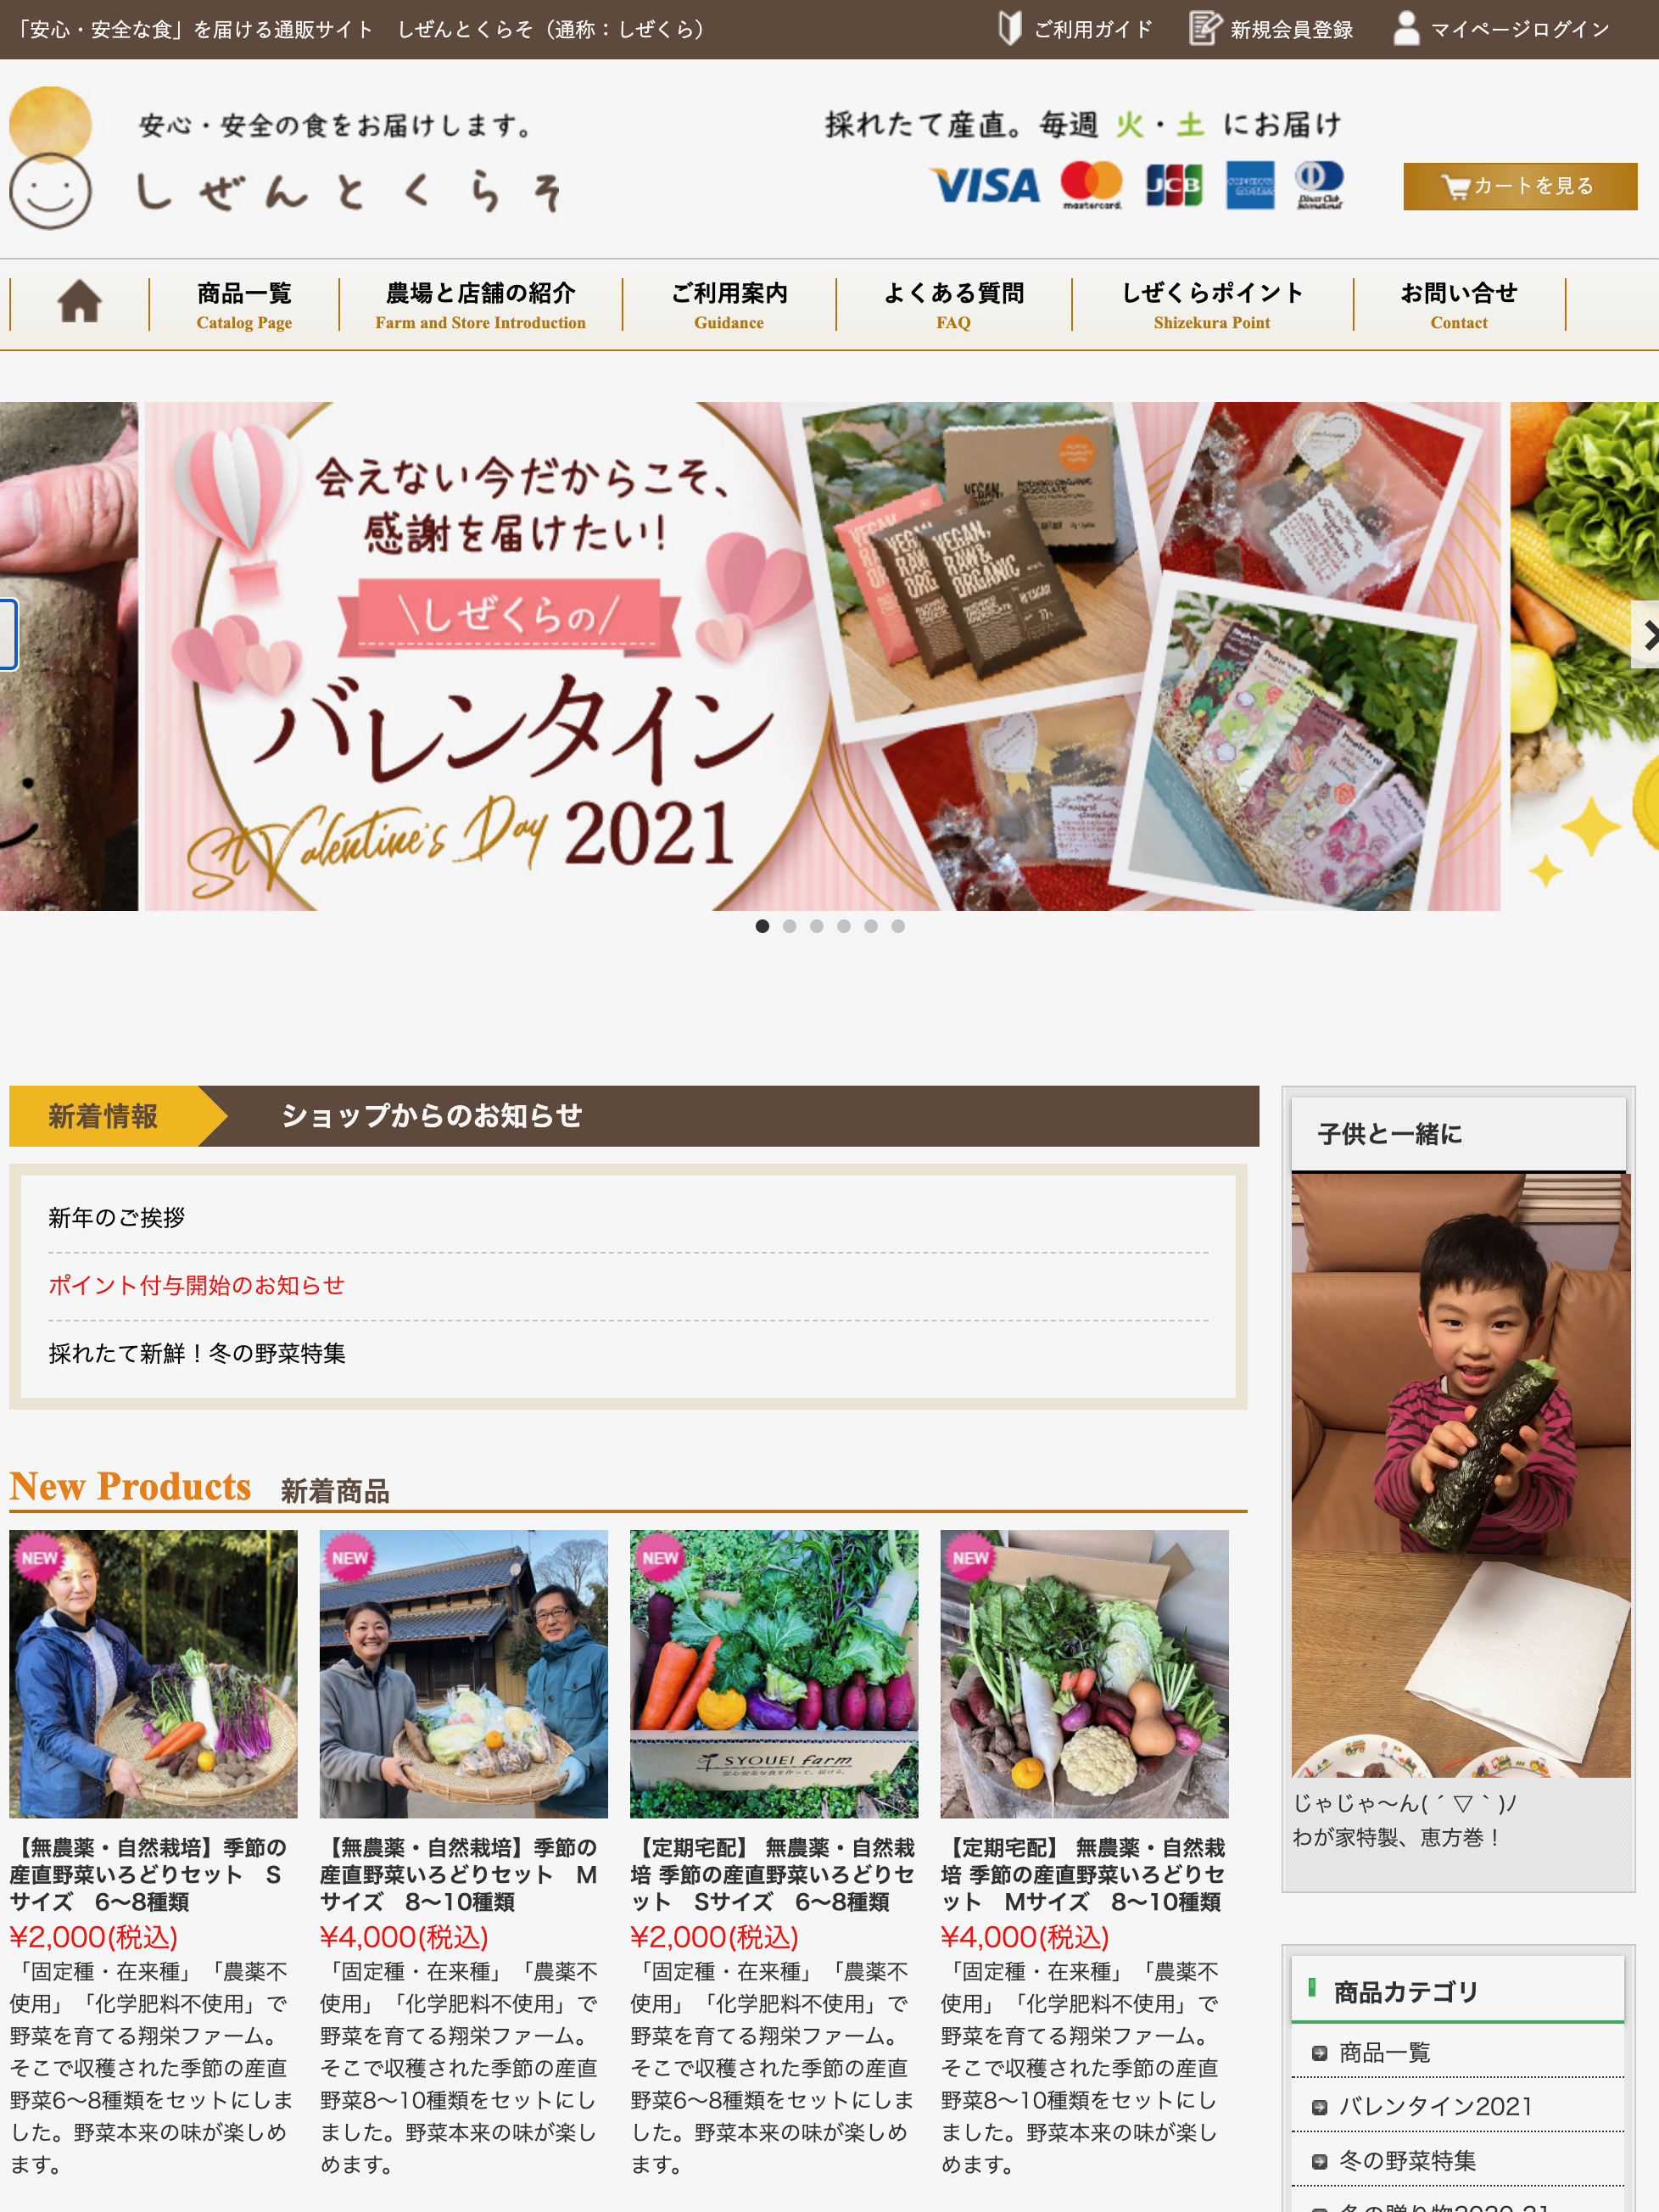 「安心・安全な食」を届ける通販サイト　しぜんとくらそ（通称：しぜくら）
ご利用ガイド
新規会員登録
マイページログイン
安心・安全の食をお届けします。
しぜんとくらそ
採れたて産直。毎週 火・土 にお届け
VISA
mastercard.
JCB
AMERICAN EXPRESS
Diners Club International
カートを見る
商品一覧
Catalog Page
農場と店舗の紹介
Farm and Store Introduction
ご利用案内
Guidance
よくある質問
FAQ
しぜくらポイント
Shizekura Point
お問い合せ
Contact
会えない今だからこそ、
感謝を届けたい！
\しぜくらの/
バレンタイン
St Valentine's Day 2021
VEGAN, RAW& ORGANIC
新着情報
ショップからのお知らせ
新年のご挨拶
ポイント付与開始のお知らせ
採れたて新鮮！冬の野菜特集
New Products 新着商品
NEW
【無農薬・自然栽培】季節の
産直野菜いろどりセット　S
サイズ　6〜8種類
¥2,000(税込)
「固定種・在来種」「農薬不
使用」「化学肥料不使用」で
野菜を育てる翔栄ファーム。
そこで収穫された季節の産直
野菜6〜8種類をセットにしま
した。野菜本来の味が楽しめ
ます。
NEW
【無農薬・自然栽培】季節の
産直野菜いろどりセット　M
サイズ　8〜10種類
¥4,000(税込)
「固定種・在来種」「農薬不
使用」「化学肥料不使用」で
野菜を育てる翔栄ファーム。
そこで収穫された季節の産直
野菜8〜10種類をセットにし
ました。野菜本来の味が楽し
めます。
NEW
SYOUEI farm
安心安全な食を作って、届ける。
【定期宅配】 無農薬・自然栽
培 季節の産直野菜いろどりセ
ット　Sサイズ　6〜8種類
¥2,000(税込)
「固定種・在来種」「農薬不
使用」「化学肥料不使用」で
野菜を育てる翔栄ファーム。
そこで収穫された季節の産直
野菜6〜8種類をセットにしま
した。野菜本来の味が楽しめ
ます。
NEW
【定期宅配】 無農薬・自然栽
培 季節の産直野菜いろどりセ
ット　Mサイズ　8〜10種類
¥4,000(税込)
「固定種・在来種」「農薬不
使用」「化学肥料不使用」で
野菜を育てる翔栄ファーム。
そこで収穫された季節の産直
野菜8〜10種類をセットにし
ました。野菜本来の味が楽し
めます。
子供と一緒に
じゃじゃ〜ん( ´ ▽ ` )ﾉ
わが家特製、恵方巻！
商品カテゴリ
商品一覧
バレンタイン2021
冬の野菜特集
冬の贈り物2020-21